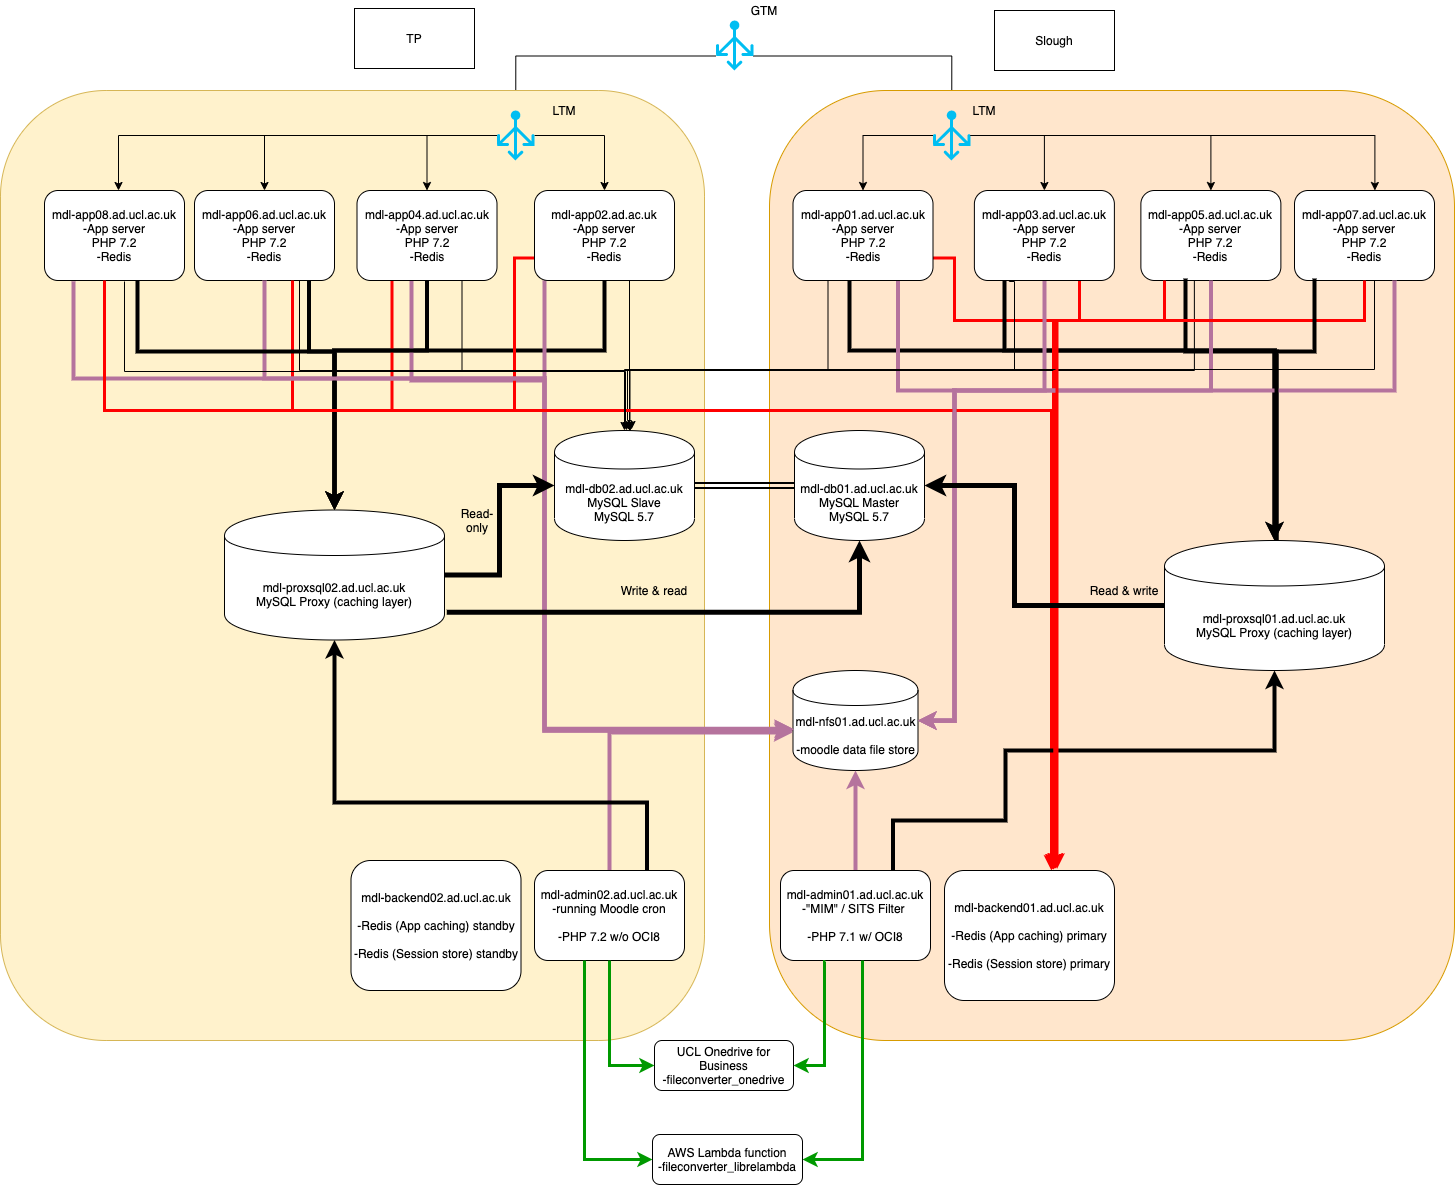 GTM
TP
Slough
LTM
LTM
mdl-app08.ad.ucl.ac.uk
-App server
PHP 7.2
-Redis
mdl-app06.ad.ucl.ac.uk
-App server
PHP 7.2
-Redis
mdl-app04.ad.ucl.ac.uk
-App server
PHP 7.2
-Redis
mdl-app02.ad.ac.uk
-App server
PHP 7.2
-Redis
mdl-app01.ad.ucl.ac.uk
-App server
PHP 7.2
-Redis
mdl-app03.ad.ucl.ac.uk
-App server
PHP 7.2
-Redis
mdl-app05.ad.ucl.ac.uk
-App server
PHP 7.2
-Redis
mdl-app07.ad.ucl.ac.uk
-App server
PHP 7.2
-Redis
mdl-db02.ad.ucl.ac.uk
MySQL Slave
MySQL 5.7
mdl-db01.ad.ucl.ac.uk
MySQL Master
MySQL 5.7
Read-
only
mdl-proxsql02.ad.ucl.ac.uk
MySQL Proxy (caching layer)
Write & read
Read & write
mdl-proxsql01.ad.ucl.ac.uk
MySQL Proxy (caching layer)
mdl-nfs01.ad.ucl.ac.uk
-moodle data file store
mdl-backend02.ad.ucl.ac.uk
-Redis (App caching) standby
-Redis (Session store) standby
mdl-admin02.ad.ucl.ac.uk
-running Moodle cron
-PHP 7.2 w/o OCI8
mdl-admin01.ad.ucl.ac.uk
-"MIM" / SITS Filter
-PHP 7.1 w/ OCI8
mdl-backend01.ad.ucl.ac.uk
-Redis (App caching) primary
-Redis (Session store) primary
UCL Onedrive for
Business
-fileconverter_onedrive
AWS Lambda function
-fileconverter_librelambda